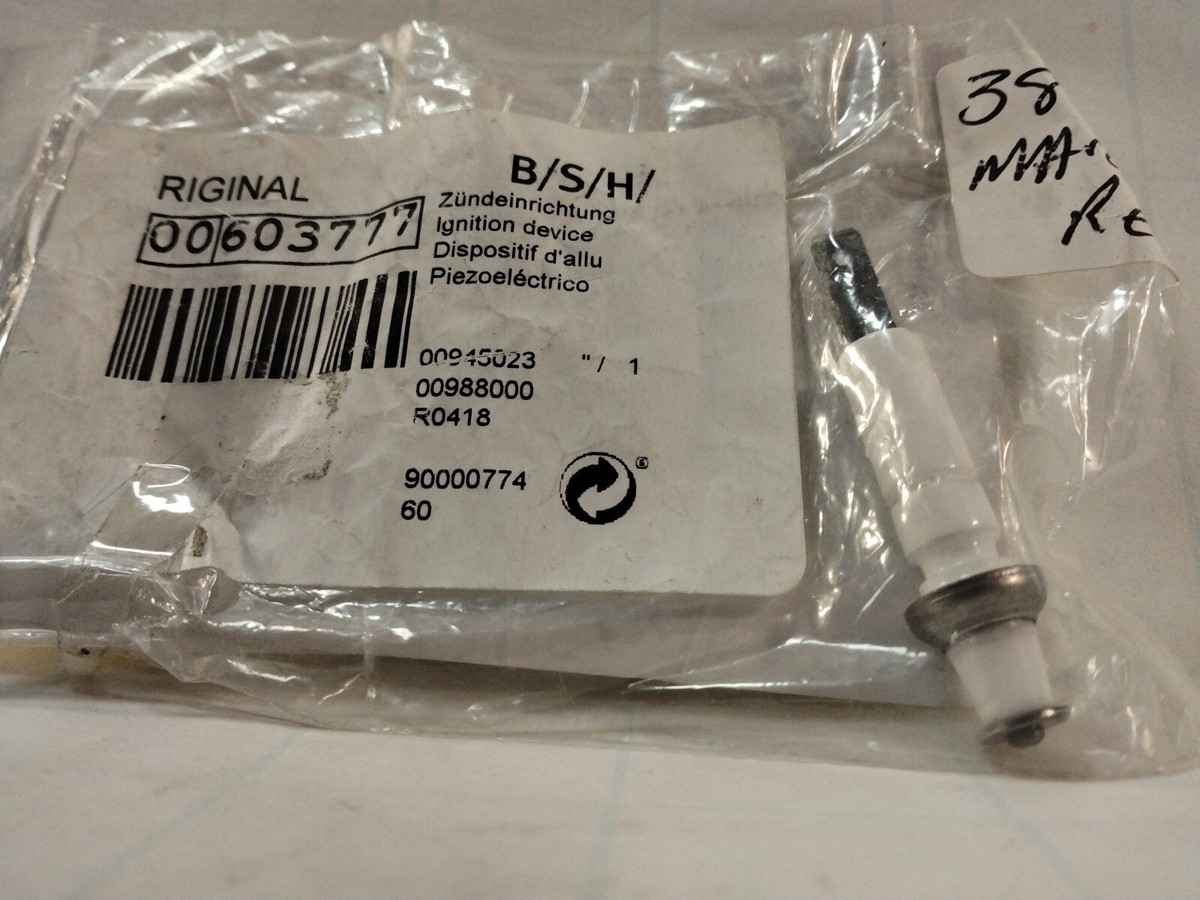 RIGINAL
B/S/H/
00603777
Zündeinrichtung
Ignition device
Dispositif d'allu
Piezoeléctrico
00945023 "/ 1
00988000
R0418
90000774
60
38